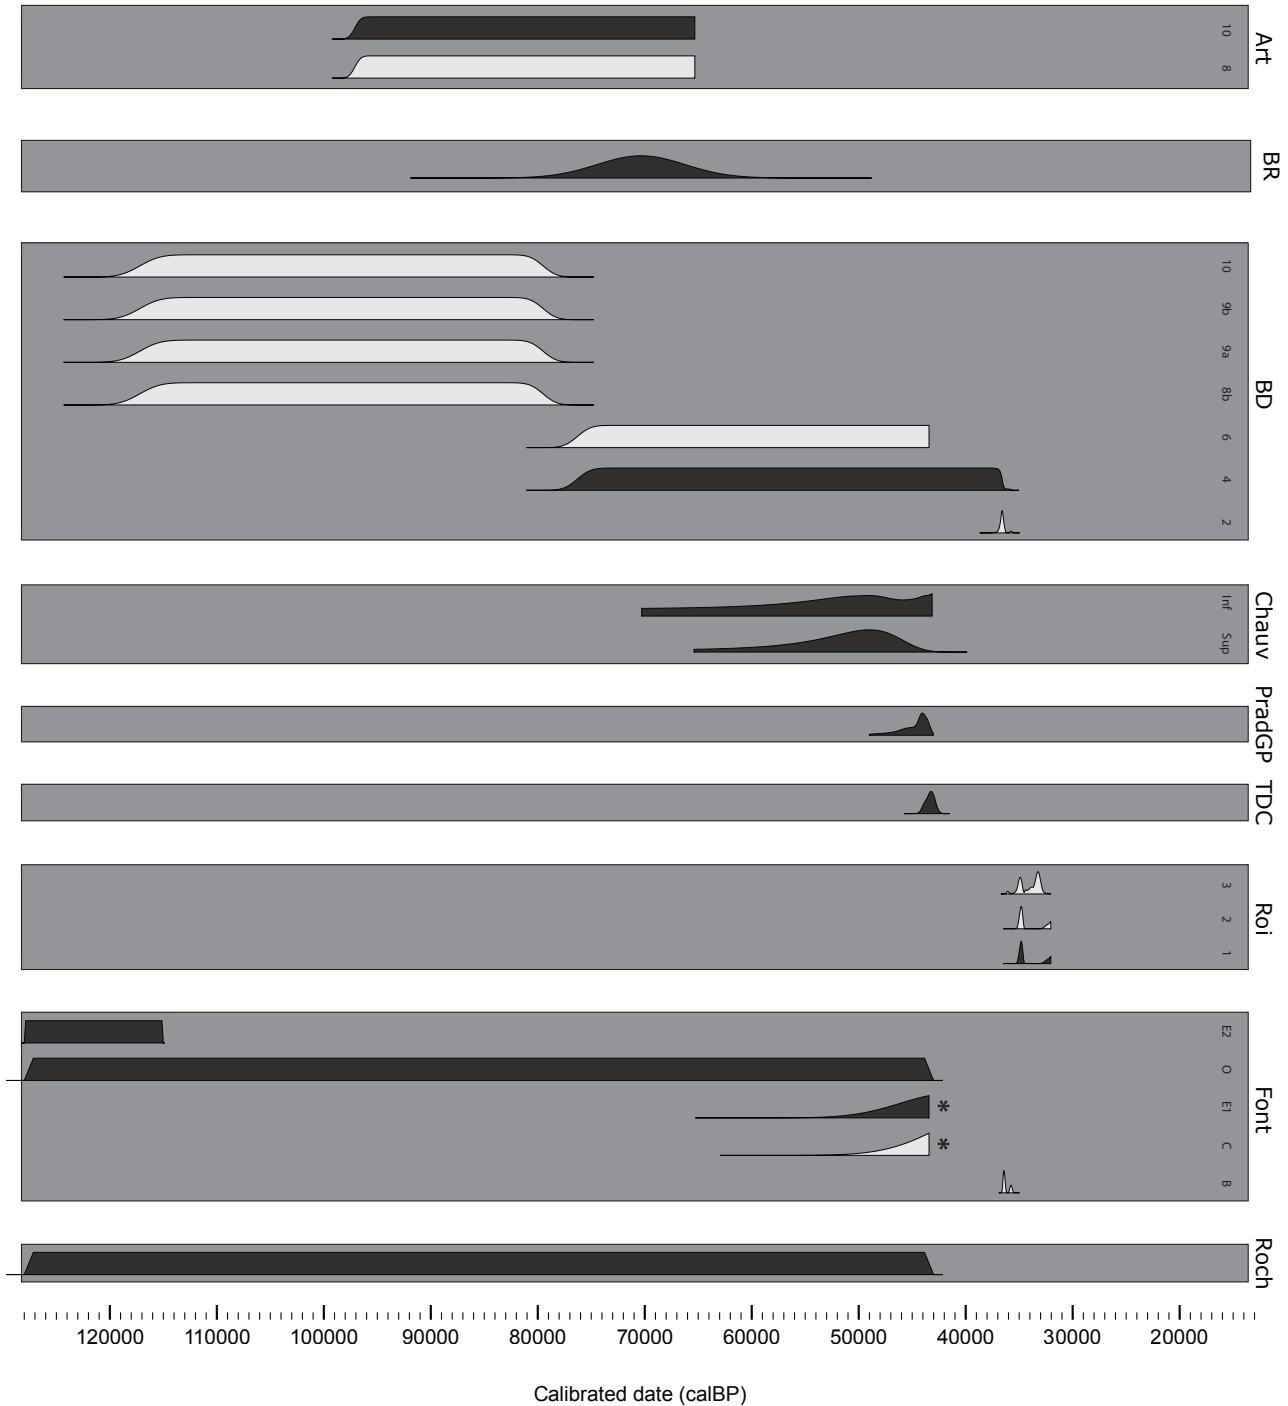 10
8
Art
BR
10
9b
9a
8b
6
4
2
BD
Inf
Sup
Chauv
PradGP
TDC
3
2
1
Roi
E2
O
E1
*
C
*
B
Font
Roch
120000 110000 100000 90000 80000 70000 60000 50000 40000 30000 20000
Calibrated date (calBP)